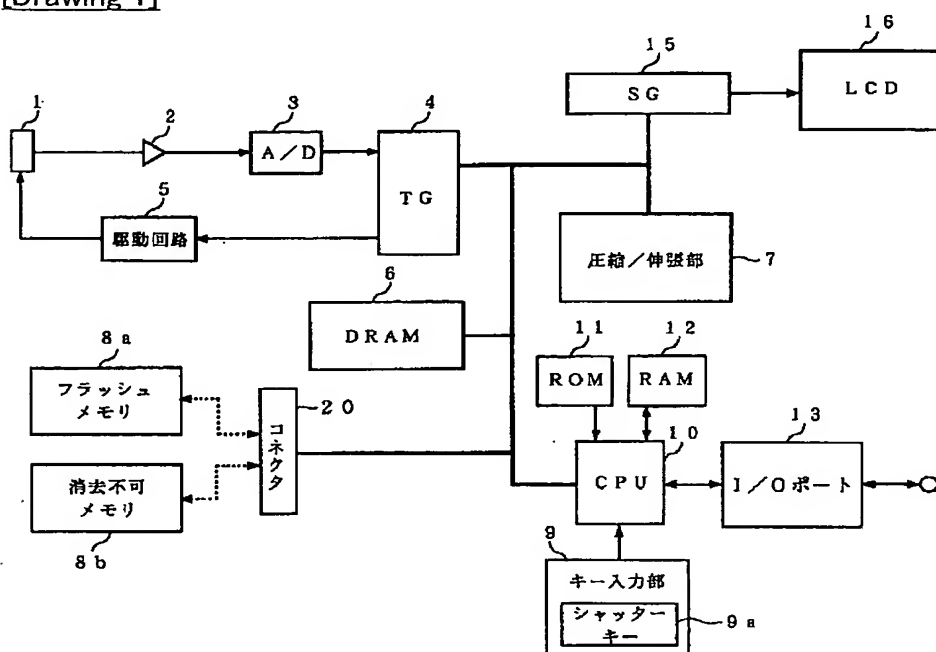 [Drawing 1]
15
16
SG
LCD
1
2
3
4
A/D
TG
5
駆動回路
圧縮/伸張部
7
6
DRAM
11
12
ROM
RAM
8a
フラッシュ
メモリ
20
コネクタ
10
13
CPU
I/Oポート
消去不可
メモリ
8b
9
キー入力部
シャッター
キー
9a